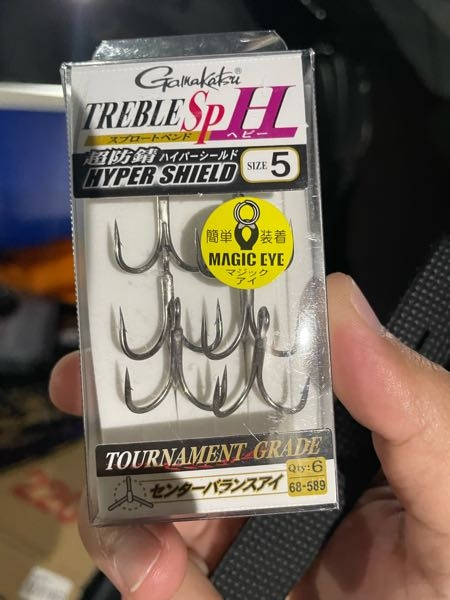 Gamakatsu®
TREBLE Sp H
スプロートベンド ヘビー
超防錆 ハイパーシールド
HYPER SHIELD
SIZE 5
簡単 装着
MAGIC EYE
マジック
アイ
TOURNAMENT GRADE
センターバランスアイ
Qty:6
68-589